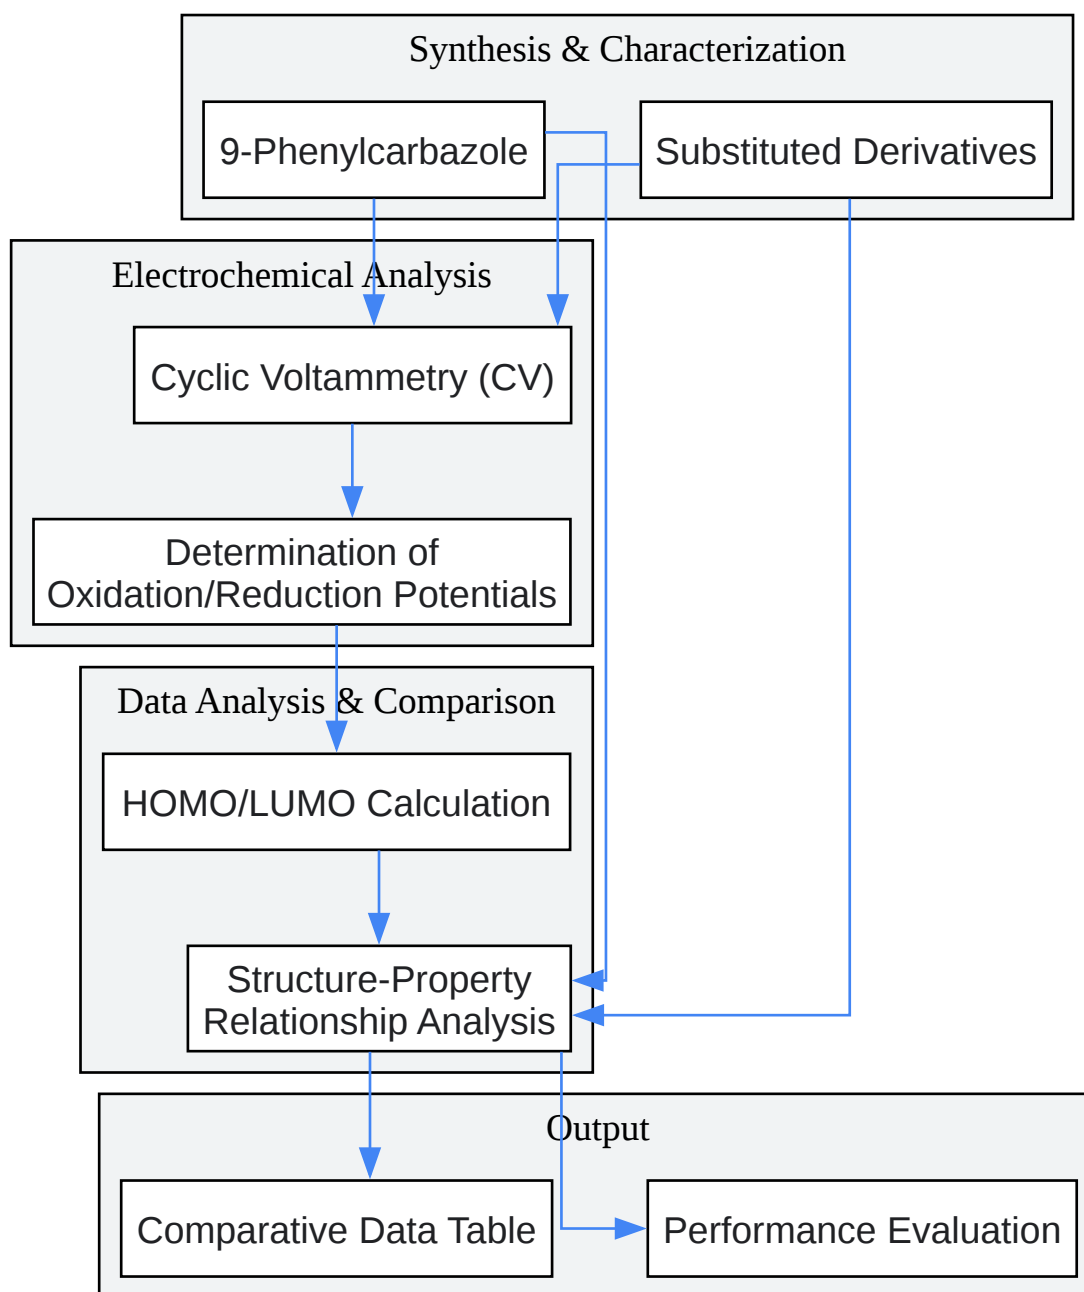 Synthesis & Characterization
9-Phenylcarbazole
Substituted Derivatives
Electrochemical Analysis
Cyclic Voltammetry (CV)
Determination of
Oxidation/Reduction Potentials
Data Analysis & Comparison
HOMO/LUMO Calculation
Structure-Property
Relationship Analysis
Output
Comparative Data Table
Performance Evaluation